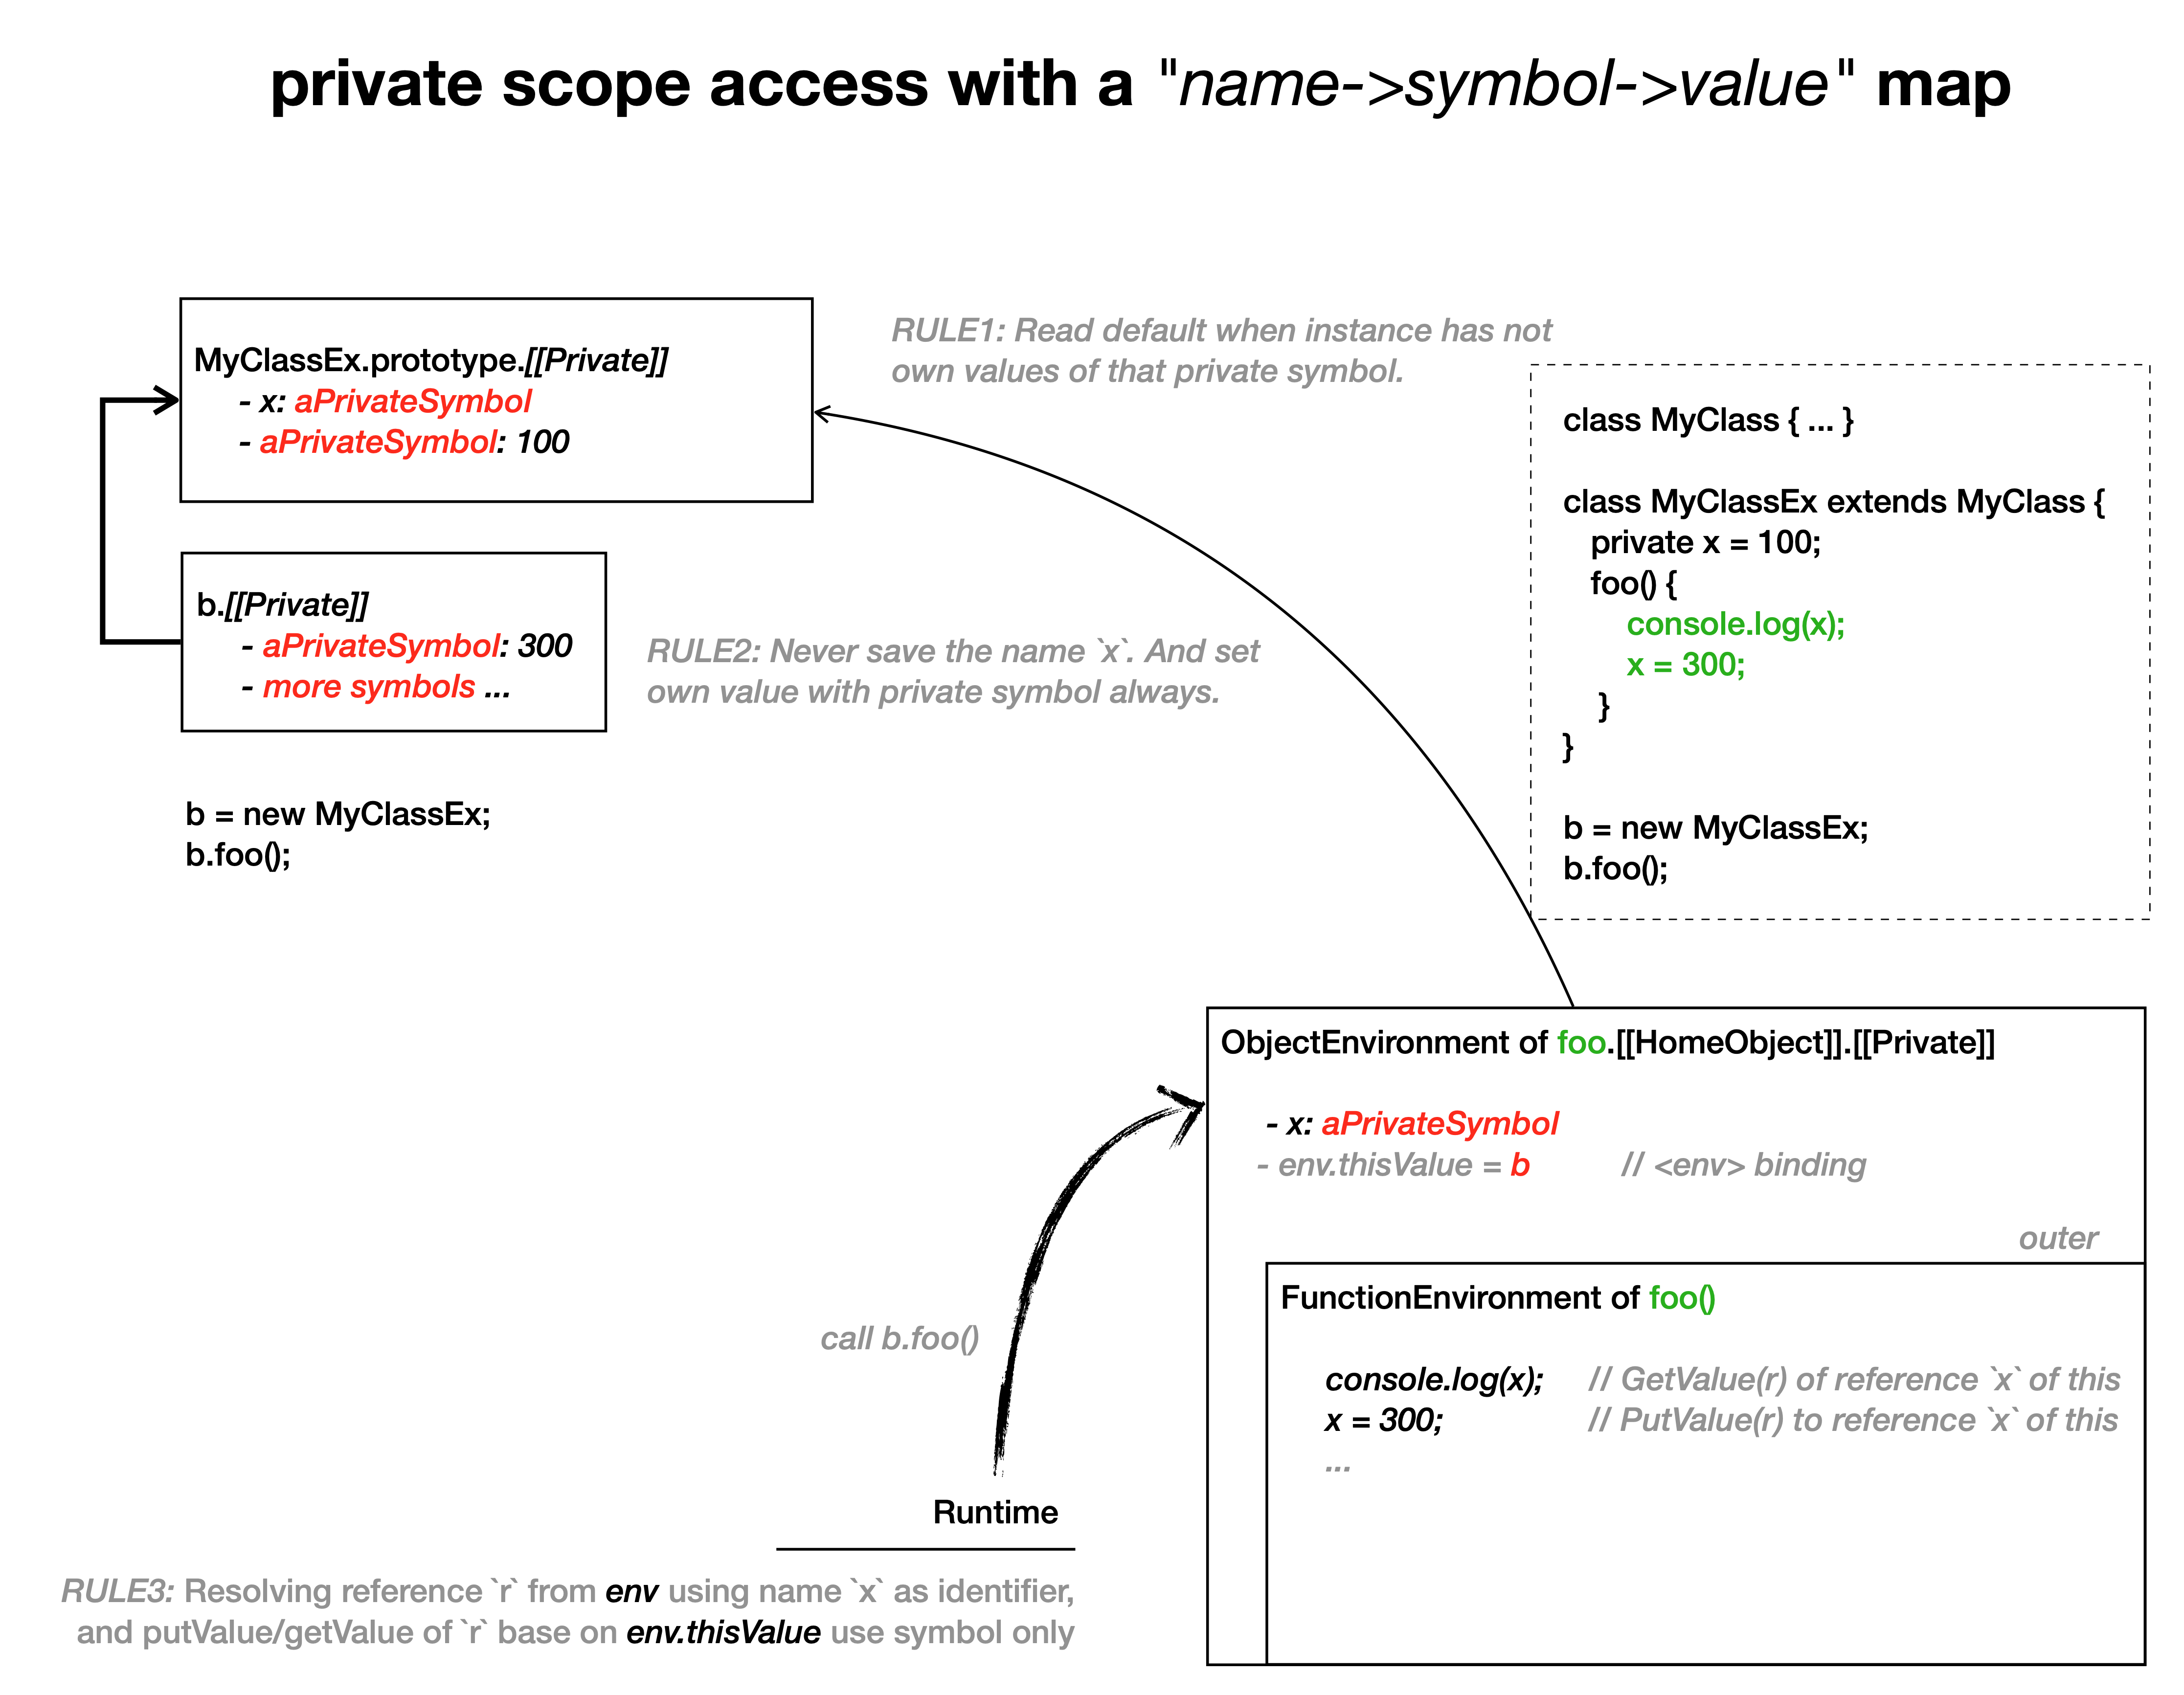 private scope access with a "name->symbol->value" map
MyClassEx.prototype.[[Private]]
- x: aPrivateSymbol
- aPrivateSymbol: 100
RULE1: Read default when instance has not
own values of that private symbol.
b.[[Private]]
- aPrivateSymbol: 300
- more symbols ...
RULE2: Never save the name `x`. And set
own value with private symbol always.
b = new MyClassEx;
b.foo();
class MyClass { ... }
class MyClassEx extends MyClass {
private x = 100;
foo() {
console.log(x);
x = 300;
}
}
b = new MyClassEx;
b.foo();
ObjectEnvironment of foo.[[HomeObject]].[[Private]]
- x: aPrivateSymbol
- env.thisValue = b // <env> binding
outer
FunctionEnvironment of foo()
console.log(x); // GetValue(r) of reference `x` of this
x = 300; // PutValue(r) to reference `x` of this
...
call b.foo()
Runtime
RULE3: Resolving reference `r` from env using name `x` as identifier,
and putValue/getValue of `r` base on env.thisValue use symbol only